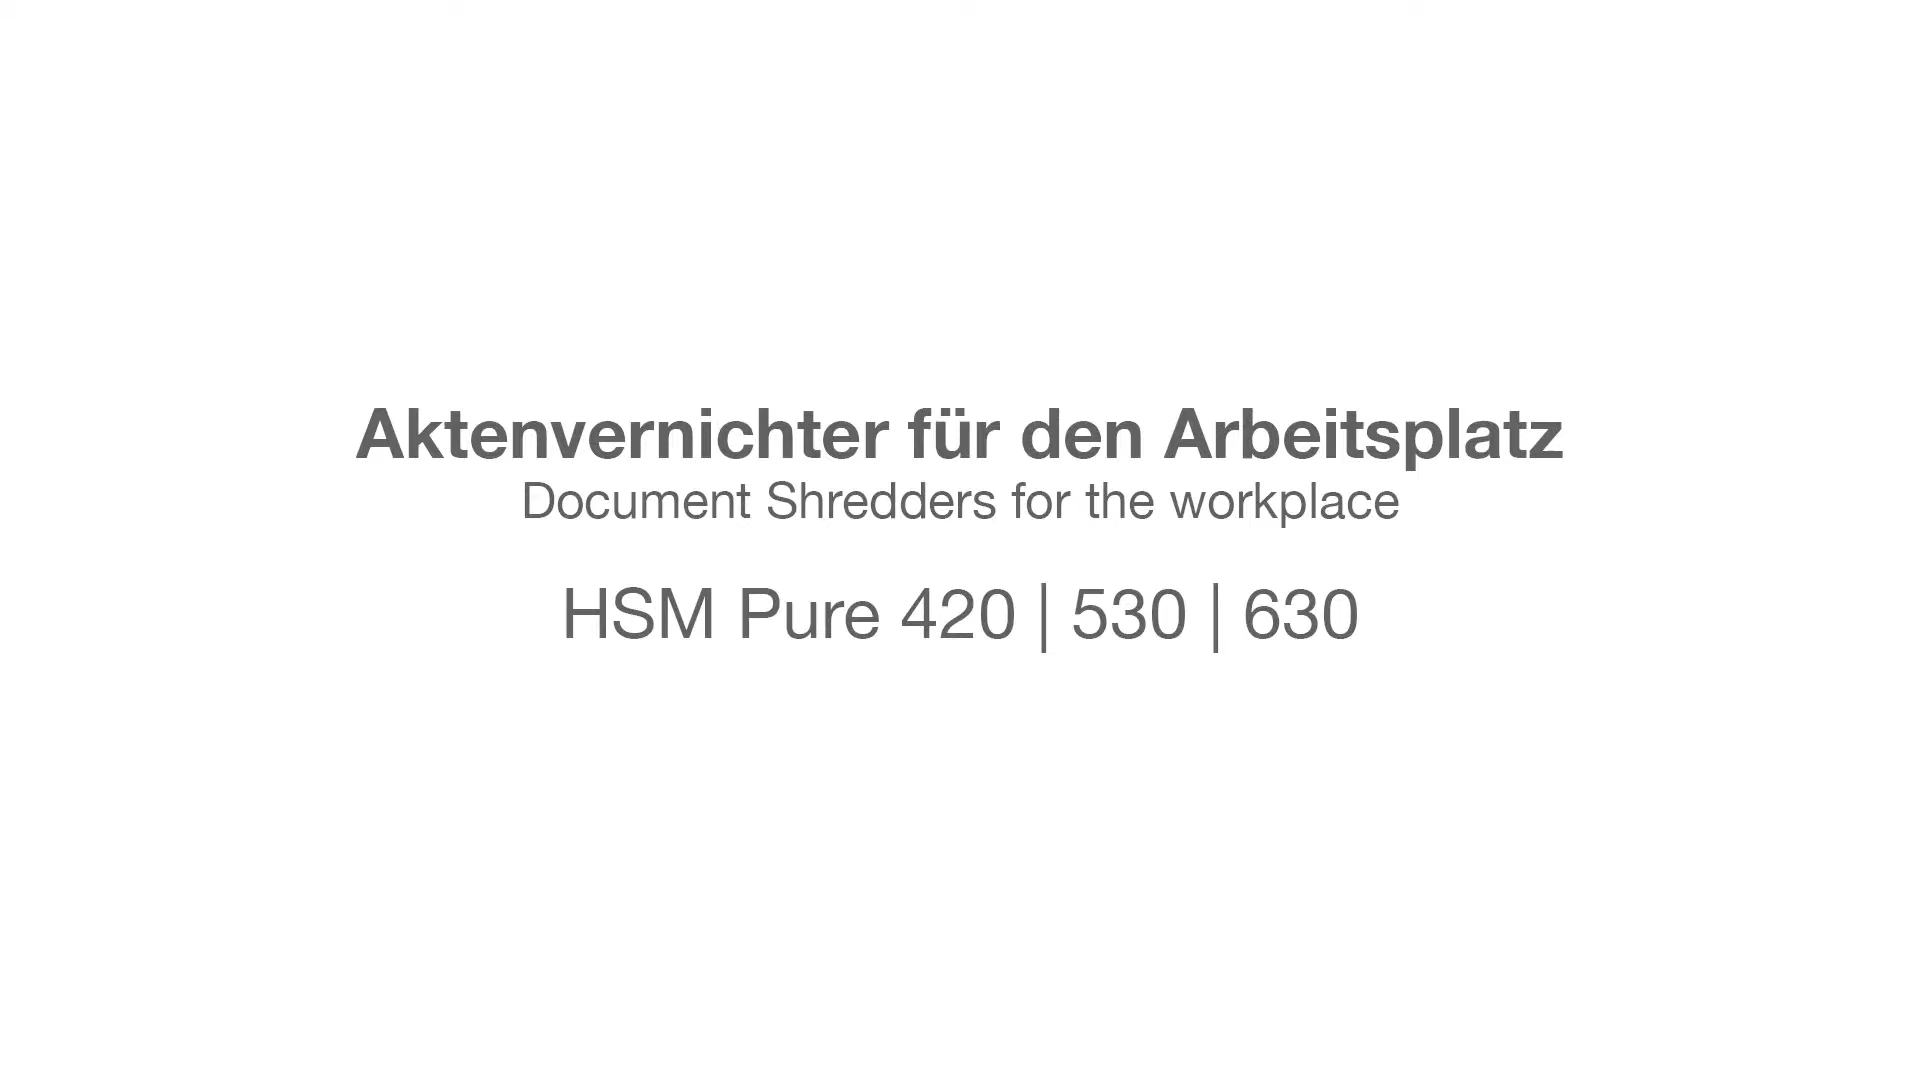 Aktenvernichter für den Arbeitsplatz
Document Shredders for the workplace
HSM Pure 420 | 530 | 630